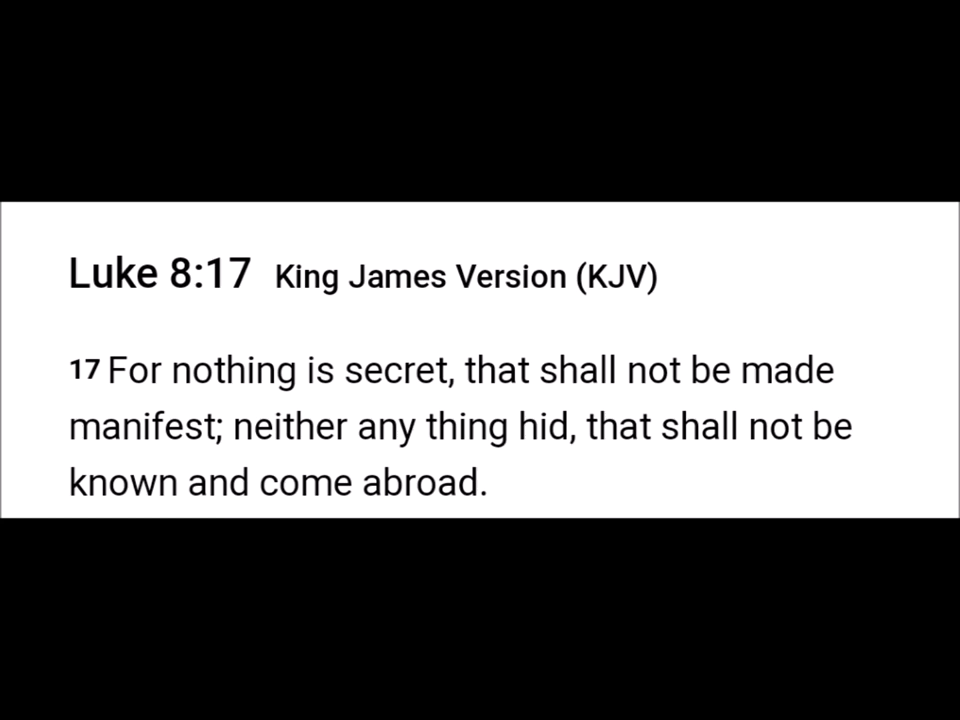 Luke 8:17 King James Version (KJV)
17 For nothing is secret, that shall not be made
manifest; neither any thing hid, that shall not be
known and come abroad.